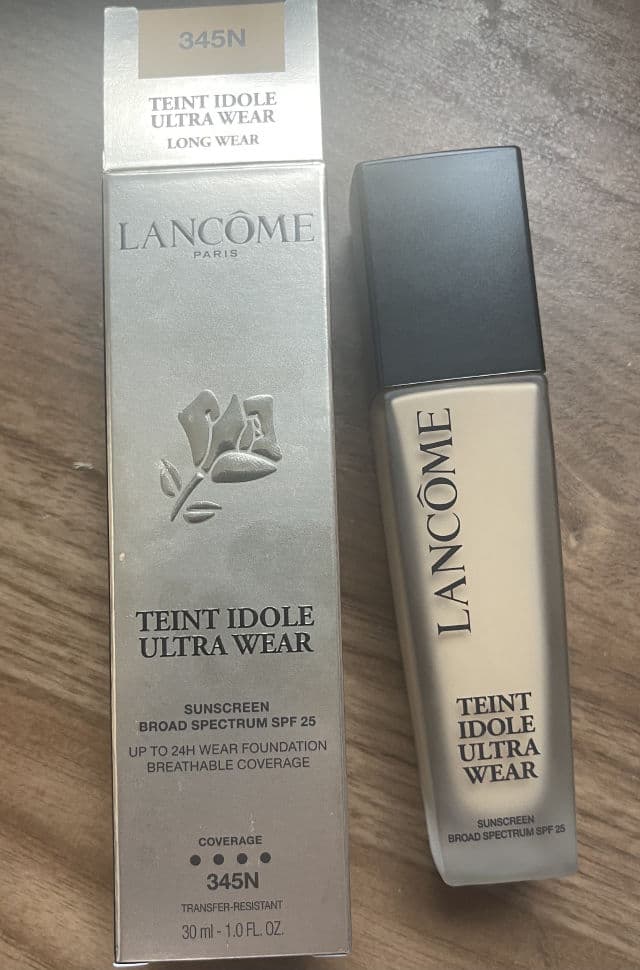 345N
TEINT IDOLE
ULTRA WEAR
LONG WEAR
LANCÔME
PARIS
TEINT IDOLE
ULTRA WEAR
SUNSCREEN
BROAD SPECTRUM SPF 25
UP TO 24H WEAR FOUNDATION
BREATHABLE COVERAGE
COVERAGE
345N
TRANSFER-RESISTANT
30 ml - 1.0 FL. OZ.
LANCÔME
TEINT
IDOLE
ULTRA
WEAR
SUNSCREEN
BROAD SPECTRUM SPF 25